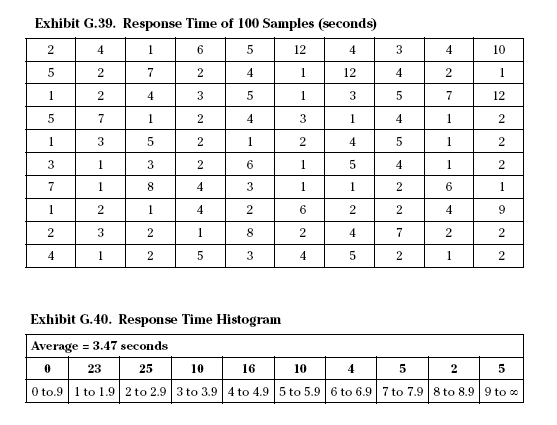 Exhibit G.39. Response Time of 100 Samples (seconds)
2 4 1 6 5 12 4 3 4 10
5 2 7 2 4 1 12 4 2 1
1 2 4 3 5 1 3 5 7 12
5 7 1 2 4 3 1 4 1 2
1 3 5 2 1 2 4 5 1 2
3 1 3 2 6 1 5 4 1 2
7 1 8 4 3 1 1 2 6 1
1 2 1 4 2 6 2 2 4 9
2 3 2 1 8 2 4 7 2 2
4 1 2 5 3 4 5 2 1 2
Exhibit G.40. Response Time Histogram
Average = 3.47 seconds
0 23 25 10 16 10 4 5 2 5
0 to.9 1 to 1.9 2 to 2.9 3 to 3.9 4 to 4.9 5 to 5.9 6 to 6.9 7 to 7.9 8 to 8.9 9 to ∞